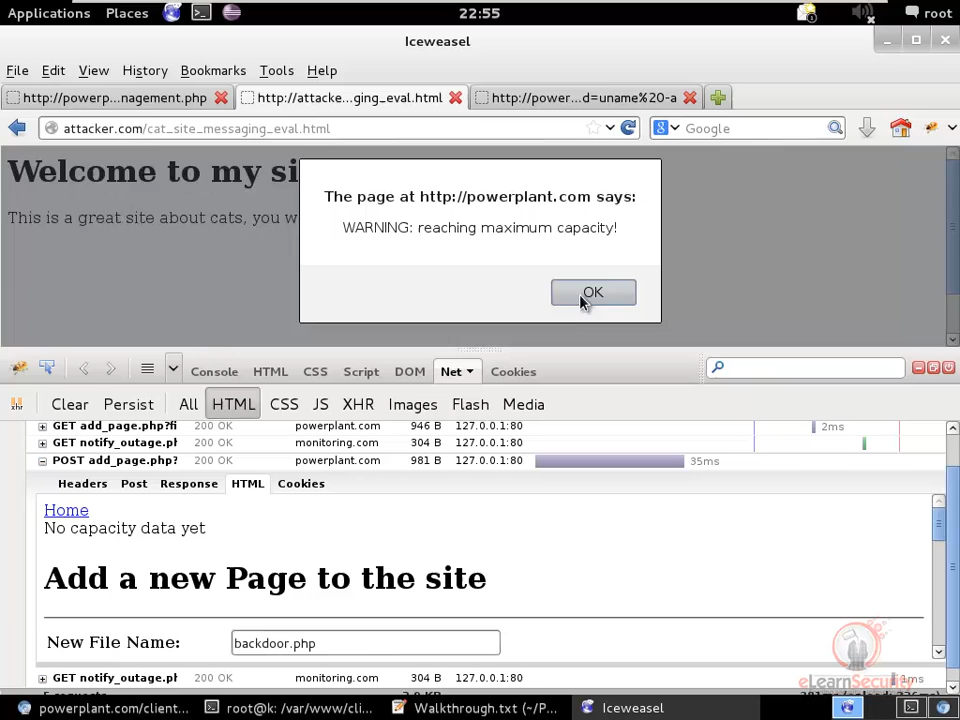 Applications Places 22:55 root
Iceweasel
File Edit View History Bookmarks Tools Help
http://powerp...nagement.php http://attacke...ging_eval.html http://power...d=uname%20-a
attacker.com/cat_site_messaging_eval.html Google
Welcome to my si
This is a great site about cats, you w
The page at http://powerplant.com says:
WARNING: reaching maximum capacity!
OK
Console HTML CSS Script DOM Net Cookies
Clear Persist All HTML CSS JS XHR Images Flash Media
GET add_page.php?fi 200 OK powerplant.com 946 B 127.0.0.1:80 2ms
GET notify_outage.pl 200 OK monitoring.com 304 B 127.0.0.1:80
POST add_page.php? 200 OK powerplant.com 981 B 127.0.0.1:80 35ms
Headers Post Response HTML Cookies
Home
No capacity data yet
Add a new Page to the site
New File Name: backdoor.php
GET notify_outage.pl 200 OK monitoring.com 304 B 127.0.0.1:80 1ms
eLearnSecurity
powerplant.com/client... root@k: /var/www/cli... Walkthrough.txt (~/P... Iceweasel